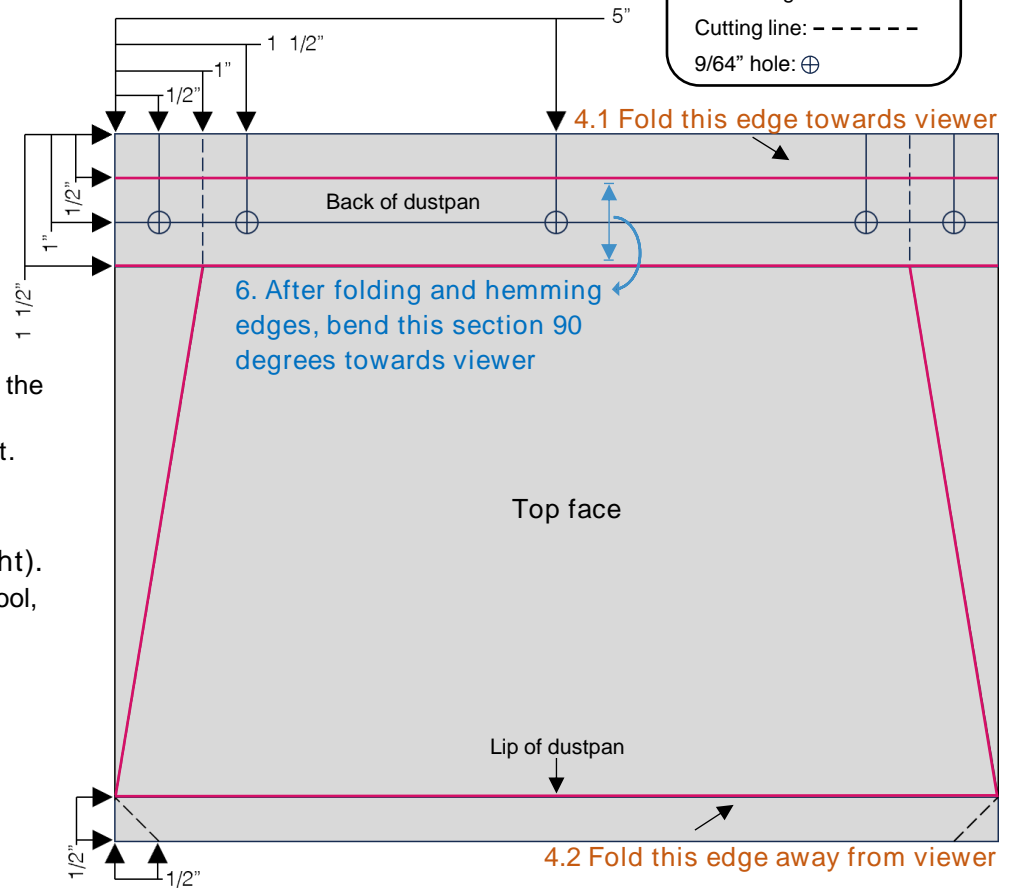 5”
1 1/2”
1”
1/2”
Cutting line:
9/64” hole:
4.1 Fold this edge towards viewer
1/2”
1”
1 1/2”
Back of dustpan
6. After folding and hemming
edges, bend this section 90
degrees towards viewer
the
t.
ht).
ool,
Top face
Lip of dustpan
1/2”
1/2”
4.2 Fold this edge away from viewer